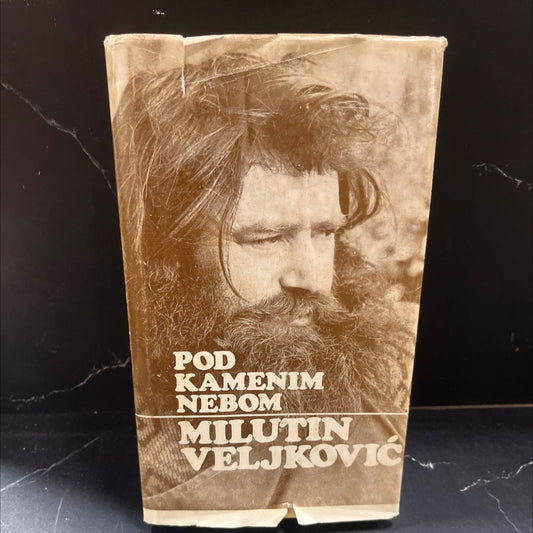 POD
KAMENIM
NEBOM
MILUTIN
VELJKOVIĆ